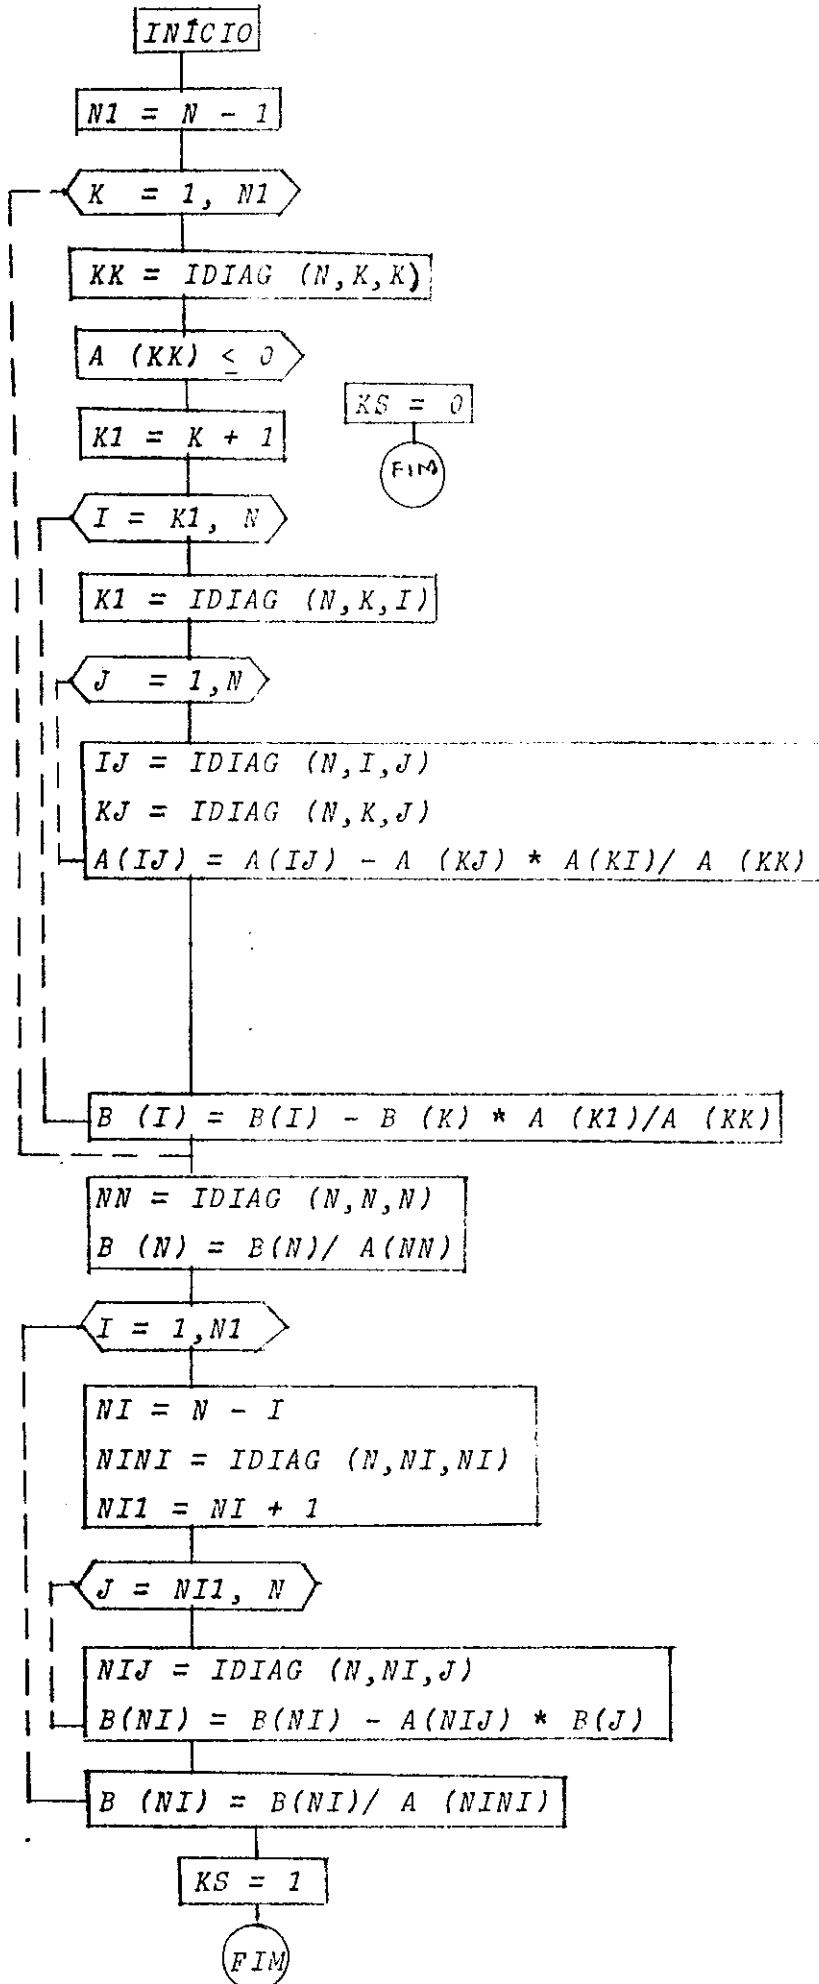 INÍCIO
N1 = N - 1
K = 1, N1
KK = IDIAG (N,K,K)
A (KK) ≤ 0
KS = 0
FIM
K1 = K + 1
I = K1, N
K1 = IDIAG (N,K,I)
J = 1,N
IJ = IDIAG (N,I,J)
KJ = IDIAG (N,K,J)
A(IJ) = A(IJ) - A (KJ) * A(KI)/ A (KK)
B (I) = B(I) - B (K) * A (K1)/A (KK)
NN = IDIAG (N,N,N)
B (N) = B(N)/ A(NN)
I = 1,N1
NI = N - I
NINI = IDIAG (N,NI,NI)
NI1 = NI + 1
J = NI1, N
NIJ = IDIAG (N,NI,J)
B(NI) = B(NI) - A(NIJ) * B(J)
B (NI) = B(NI)/ A (NINI)
KS = 1
FIM